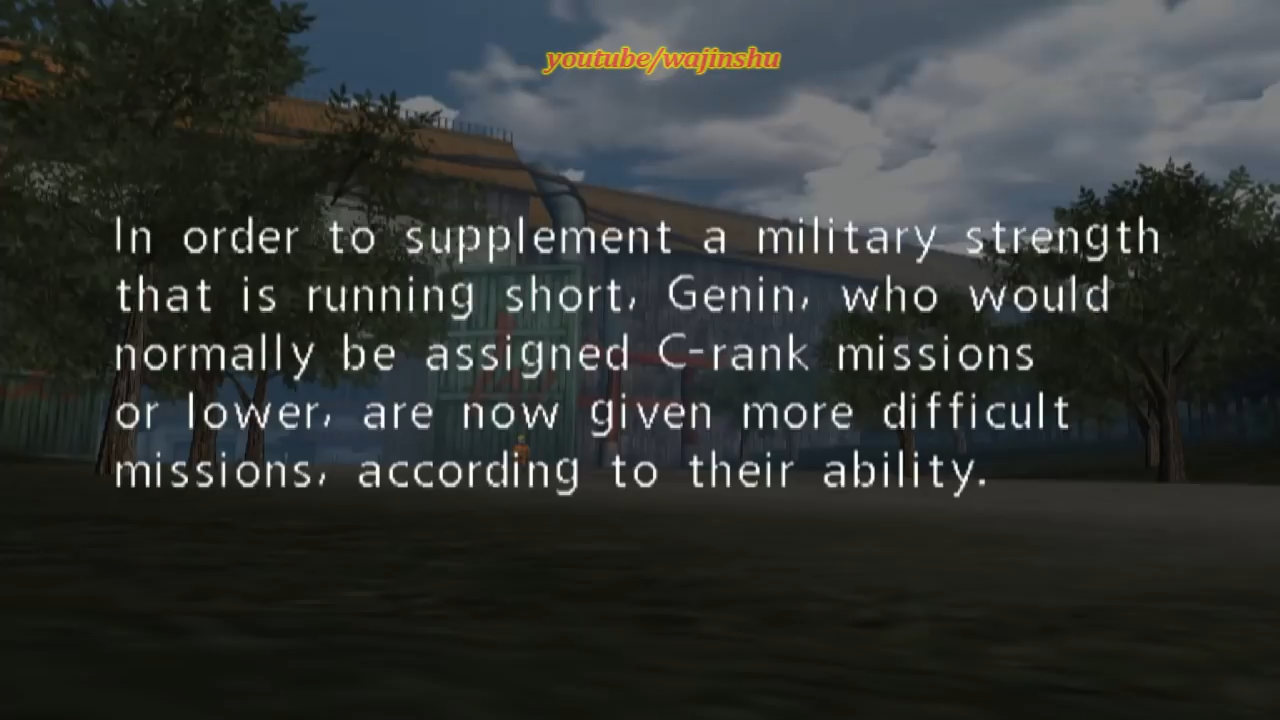 youtube/wajinshu
In order to supplement a military strength
that is running short, Genin, who would
normally be assigned C-rank missions
or lower, are now given more difficult
missions, according to their ability.